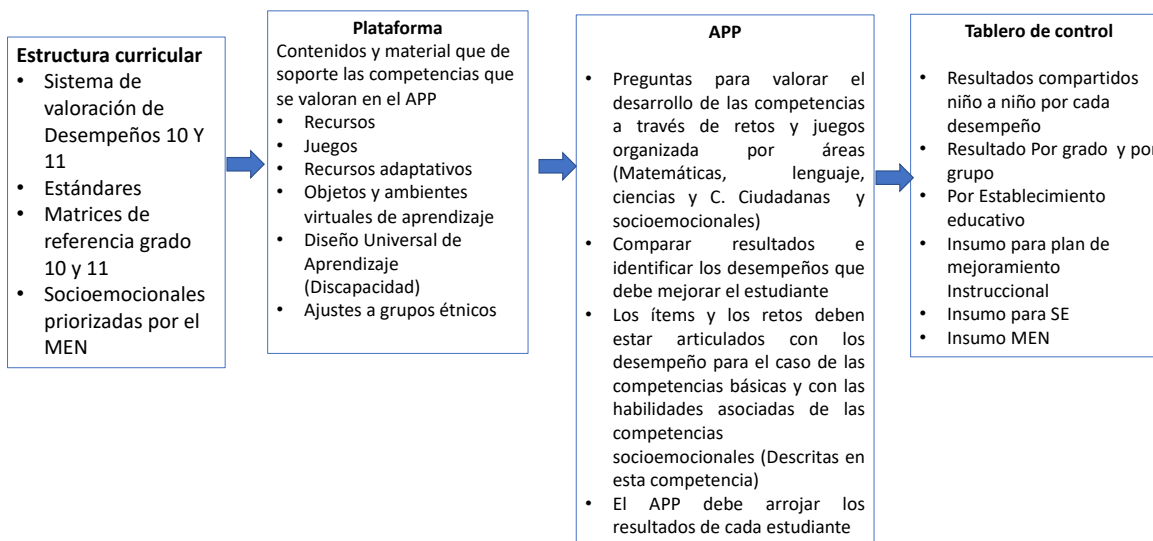 Estructura curricular
• Sistema de
valoración de
Desempeños 10 Y
11
• Estándares
• Matrices de
referencia grado
10 y 11
• Socioemocionales
priorizadas por el
MEN
Plataforma
Contenidos y material que de
soporte las competencias que
se valoran en el APP
• Recursos
• Juegos
• Recursos adaptativos
• Objetos y ambientes
virtuales de aprendizaje
• Diseño Universal de
Aprendizaje
(Discapacidad)
• Ajustes a grupos étnicos
APP
• Preguntas para valorar el
desarrollo de las competencias
a través de retos y juegos
organizada por áreas
(Matemáticas, lenguaje,
ciencias y C. Ciudadanas y
socioemocionales)
• Comparar resultados e
identificar los desempeños que
debe mejorar el estudiante
• Los ítems y los retos deben
estar articulados con los
desempeño para el caso de las
competencias básicas y con las
habilidades asociadas de las
competencias
socioemocionales (Descritas en
esta competencia)
• El APP debe arrojar los
resultados de cada estudiante
Tablero de control
• Resultados compartidos
niño a niño por cada
desempeño
• Resultado Por grado y por
grupo
• Por Establecimiento
educativo
• Insumo para plan de
mejoramiento
Instruccional
• Insumo para SE
• Insumo MEN